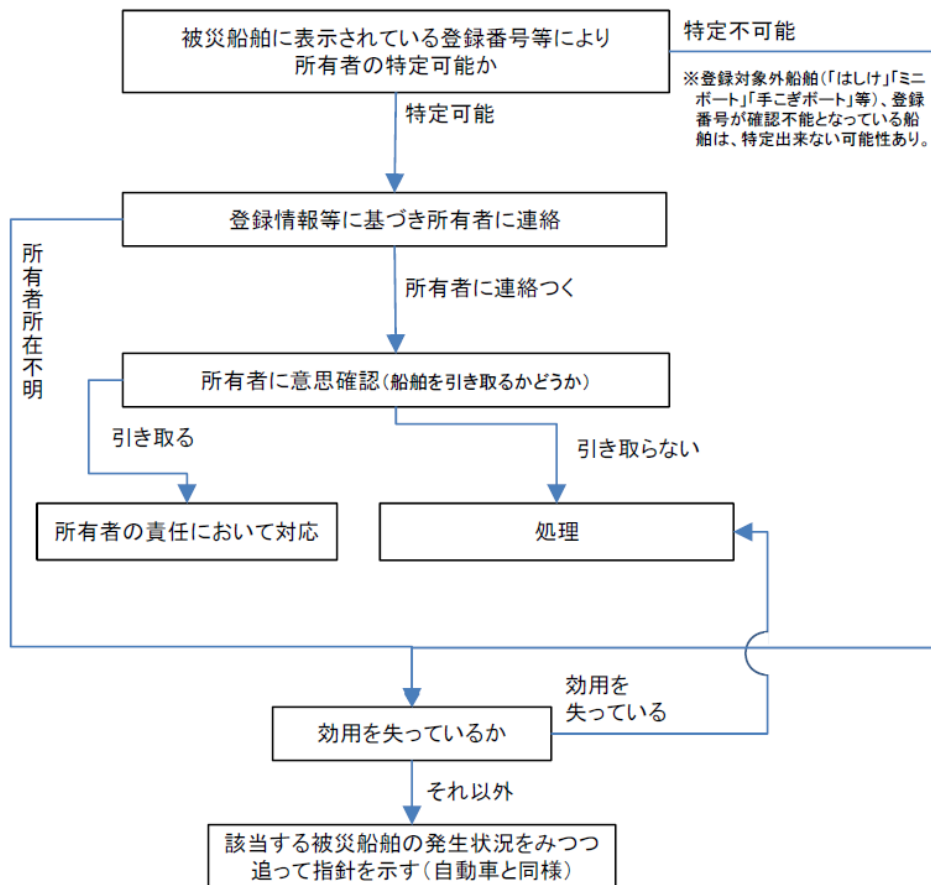 被災船舶に表示されている登録番号等により
所有者の特定可能か
特定不可能
※登録対象外船舶(「はしけ」「ミニ
ボート」「手こぎボート」等)、登録
番号が確認不能となっている船
舶は、特定出来ない可能性あり。
特定可能
登録情報等に基づき所有者に連絡
所有者所在不明
所有者に連絡つく
所有者に意思確認(船舶を引き取るかどうか)
引き取る
引き取らない
所有者の責任において対応
処理
効用を
失っている
効用を失っているか
それ以外
該当する被災船舶の発生状況をみつつ
追って指針を示す(自動車と同様)